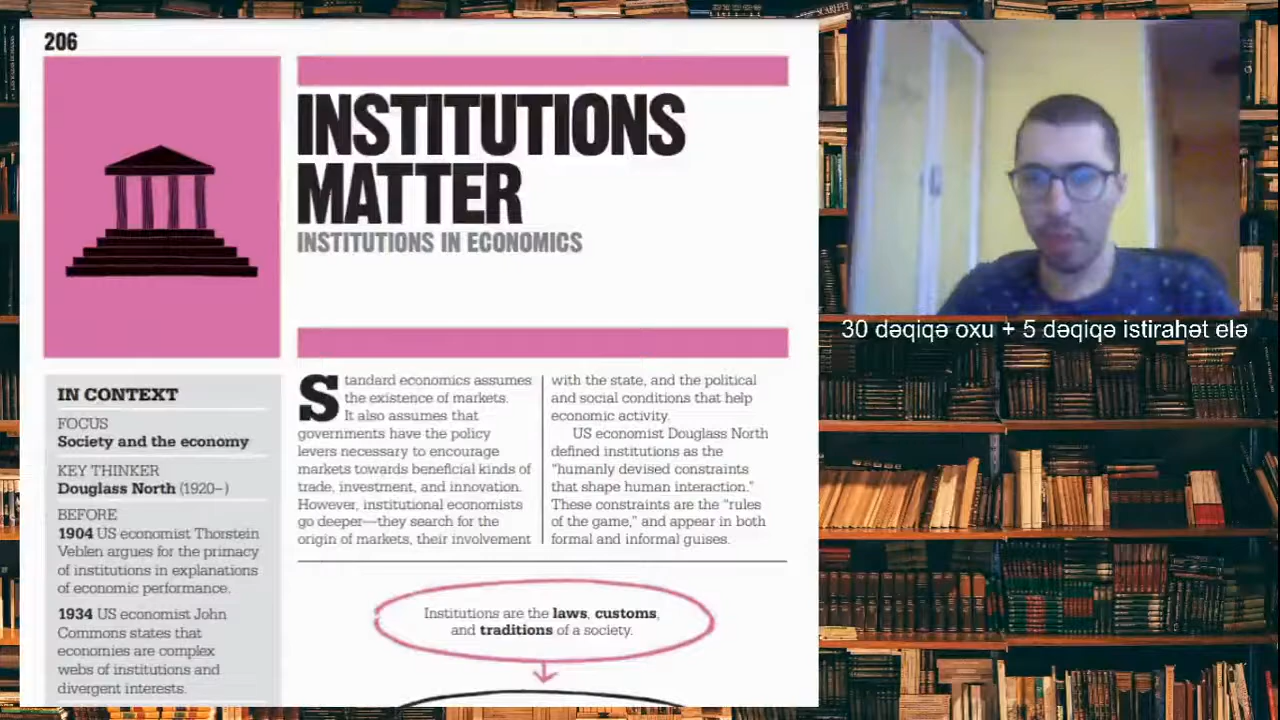 206
INSTITUTIONS
MATTER
INSTITUTIONS IN ECONOMICS
IN CONTEXT
FOCUS
Society and the economy
KEY THINKER
Douglass North (1920–)
BEFORE
1904 US economist Thorstein
Veblen argues for the primacy
of institutions in explanations
of economic performance.
1934 US economist John
Commons states that
economies are complex
webs of institutions and
divergent interests.
Standard economics assumes
the existence of markets.
It also assumes that
governments have the policy
levers necessary to encourage
markets towards beneficial kinds of
trade, investment, and innovation.
However, institutional economists
go deeper—they search for the
origin of markets, their involvement
with the state, and the political
and social conditions that help
economic activity.
US economist Douglass North
defined institutions as the
“humanly devised constraints
that shape human interaction.”
These constraints are the “rules
of the game,” and appear in both
formal and informal guises.
Institutions are the laws, customs,
and traditions of a society.
30 dəqiqə oxu + 5 dəqiqə istirahət elə